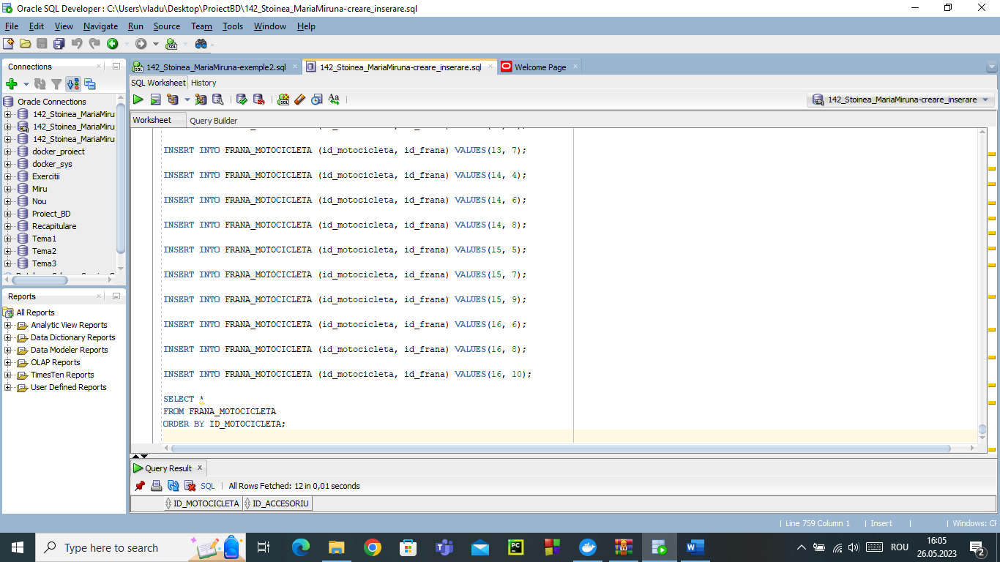 Oracle SQL Developer : C:\Users\vladu\Desktop\ProiectBD\142_Stoinea_MariaMiruna-creare_inserare.sql
File Edit View Navigate Run Source Team Tools Window Help
Connections
Oracle Connections
142_Stoinea_MariaMiru
142_Stoinea_MariaMiru
142_Stoinea_MariaMiru
docker_proiect
docker_sys
Exercitii
Miru
Nou
Proiect_BD
Recapitulare
Tema1
Tema2
Tema3
Reports
All Reports
Analytic View Reports
Data Dictionary Reports
Data Modeler Reports
OLAP Reports
TimesTen Reports
User Defined Reports
142_Stoinea_MariaMiruna-exemple2.sql
142_Stoinea_MariaMiruna-creare_inserare.sql
Welcome Page
SQL Worksheet History
142_Stoinea_MariaMiruna-creare_inserare
Worksheet Query Builder
INSERT INTO FRANA_MOTOCICLETA (id_motocicleta, id_frana) VALUES(13, 7);
INSERT INTO FRANA_MOTOCICLETA (id_motocicleta, id_frana) VALUES(14, 4);
INSERT INTO FRANA_MOTOCICLETA (id_motocicleta, id_frana) VALUES(14, 6);
INSERT INTO FRANA_MOTOCICLETA (id_motocicleta, id_frana) VALUES(14, 8);
INSERT INTO FRANA_MOTOCICLETA (id_motocicleta, id_frana) VALUES(15, 5);
INSERT INTO FRANA_MOTOCICLETA (id_motocicleta, id_frana) VALUES(15, 7);
INSERT INTO FRANA_MOTOCICLETA (id_motocicleta, id_frana) VALUES(15, 9);
INSERT INTO FRANA_MOTOCICLETA (id_motocicleta, id_frana) VALUES(16, 6);
INSERT INTO FRANA_MOTOCICLETA (id_motocicleta, id_frana) VALUES(16, 8);
INSERT INTO FRANA_MOTOCICLETA (id_motocicleta, id_frana) VALUES(16, 10);
SELECT *
FROM FRANA_MOTOCICLETA
ORDER BY ID_MOTOCICLETA;
Query Result
SQL | All Rows Fetched: 12 in 0,01 seconds
ID_MOTOCICLETA ID_ACCESORIU
Line 759 Column 1 | Insert | Windows: CF
Type here to search
ROU
16:05
26.05.2023
2